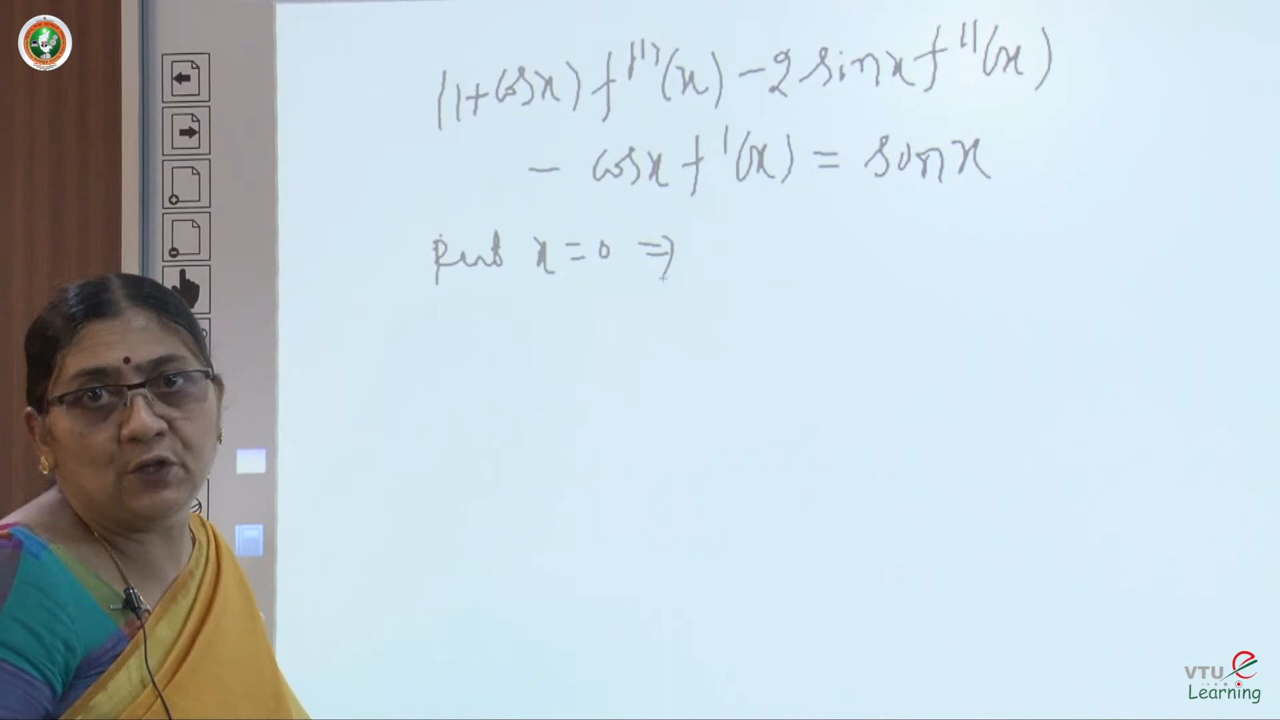 (1+cosx) f'''(x) - 2 sinx f''(x)
- cosx f'(x) = sinx
Put x = 0 ⇒
VTU e
Learning